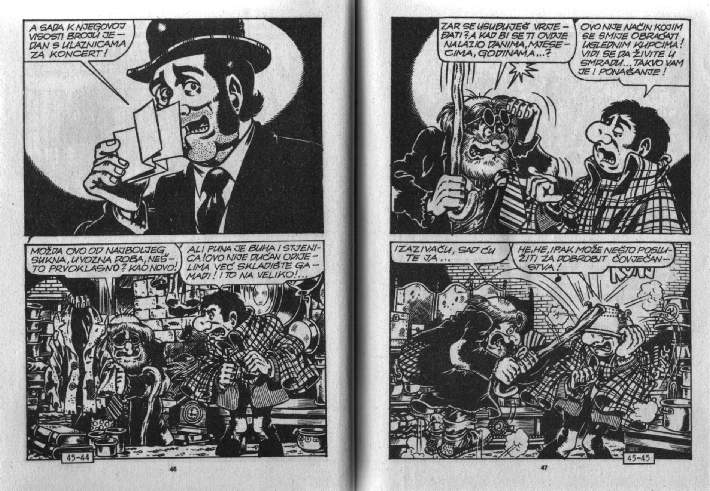 A SADA K NJEGOVOJ
VISOSTI BROJU JE-
DAN S ULAZNICAMA
ZA KONCERT!
MOŽDA OVO OD NAJBOLJEG
SUKNA, UVOZNA ROBA, NEŠ-
TO PRVOKLASNO? KAO NOVO!
ALI PUNA JE BUHA I STJENI-
CA! OVO NIJE DUĆAN ODIJE-
LIMA VEĆ SKLADIŠTE GA-
MADI! I TO NA VELIKO!...
45-44
46
ZAR SE USUĐUJEŠ VRIJE-
ĐATI? A KAD BI SE TI OVDJE
NALAZIO DANIMA, MJESE-
CIMA, GODINAMA...?
OVO NIJE NAČIN KOJIM
SE SMIJE OBRAĆATI
UGLEDNIM KUPCIMA!
VIDI SE DA ŽIVITE U
SMRADU... TAKVO VAM
JE I PONAŠANJE!
IZAZIVAČU, SAD ĆU
TE JA...
HE, HE, IPAK MOŽE NEŠTO POSLU-
ŽITI ZA DOBROBIT ČOVJEČAN-
STVA!
45-45
47